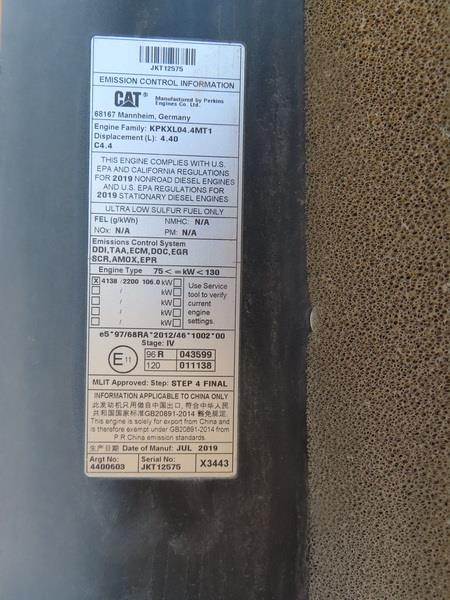 JKT12575
EMISSION CONTROL INFORMATION
CAT® Manufactured by Perkins
Engines Co. Ltd.
68167 Mannheim, Germany
Engine Family: KPKXL04.4MT1
Displacement (L): 4.40
C4.4
THIS ENGINE COMPLIES WITH U.S.
EPA AND CALIFORNIA REGULATIONS
FOR 2019 NONROAD DIESEL ENGINES
AND U.S. EPA REGULATIONS FOR
2019 STATIONARY DIESEL ENGINES
ULTRA LOW SULFUR FUEL ONLY
FEL (g/kWh) NMHC: N/A
NOx: N/A PM: N/A
Emissions Control System
DDI,TAA,ECM,DOC,EGR
SCR,AMOX,EPR
Engine Type 75 < = kW < 130
X 4138 / 2200 106.0 kW Use Service
/ kW tool to verify
/ kW current
/ kW engine
/ kW settings.
e5*97/68RA*2012/46*1002*00
Stage: IV
E11 96 R 043599
120 011138
MLIT Approved: Step: STEP 4 FINAL
INFORMATION APPLICABLE TO CHINA ONLY
此发动机只用做自中国出口,符合中华人民
共和国国家标准GB20891-2014 豁免规定.
This engine is solely for export from China and
is therefore exempt under GB20891-2014 from
P R China emission standards.
生产日期 Date of Manuf: JUL 2019
Argt No: Serial No: X3443
4400603 JKT12575